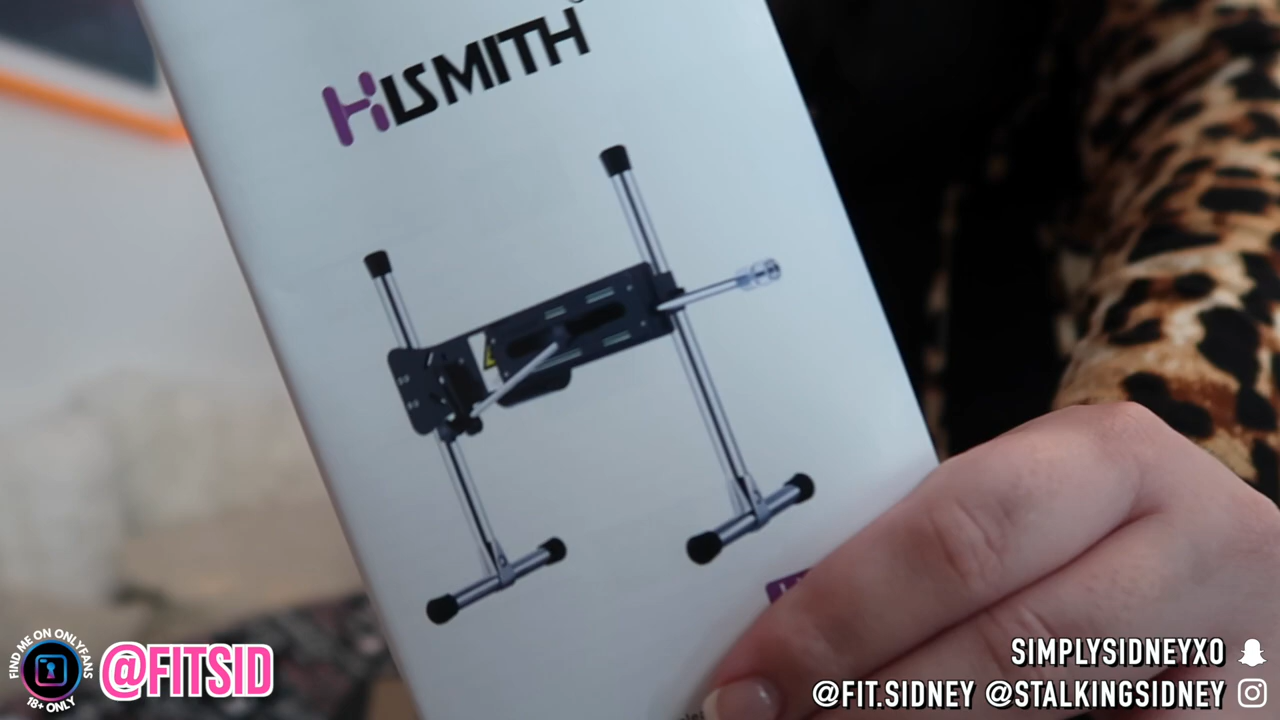 HISMITH
FIND ME ON ONLYFANS
18+ ONLY
@FITSID
SIMPLYSIDNEYXO
@FIT.SIDNEY @STALKINGSIDNEY